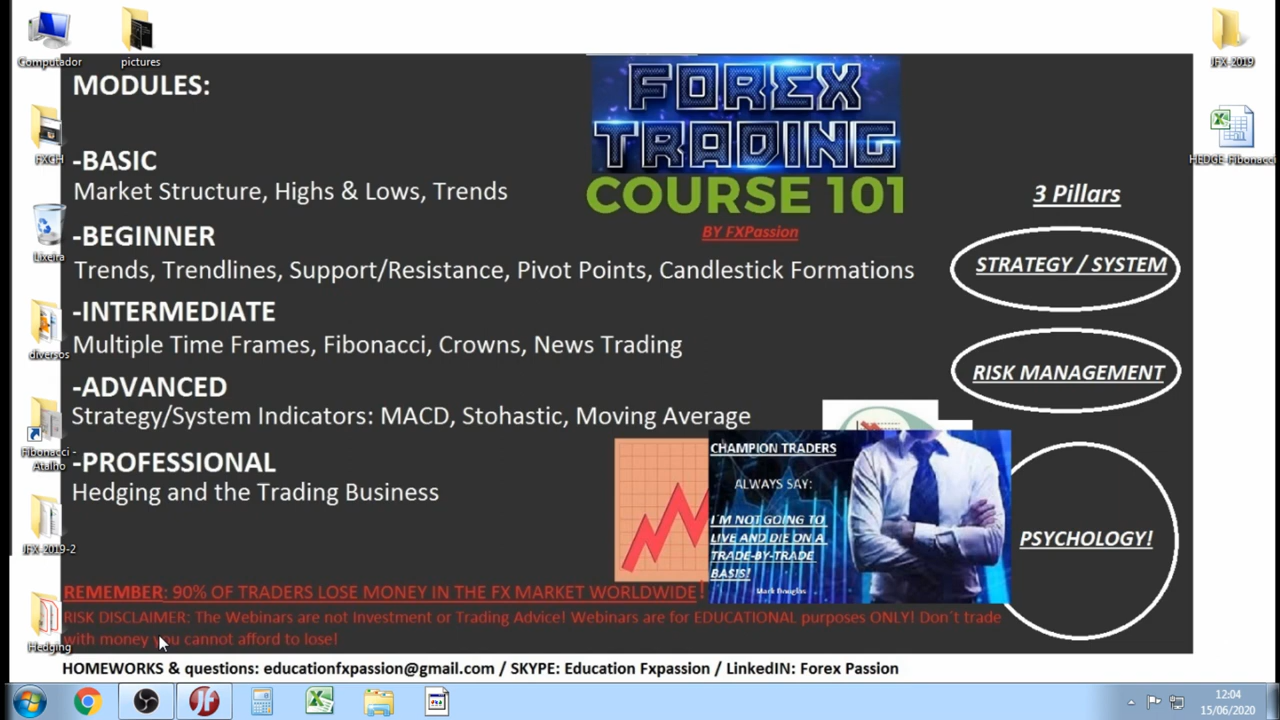 Computador
pictures
JFX-2019
MODULES:
FOREX
TRADING
COURSE 101
BY FXPassion
FXCH
HEDGE-Fibonacci
-BASIC
Market Structure, Highs & Lows, Trends
3 Pillars
-BEGINNER
Lixeira
Trends, Trendlines, Support/Resistance, Pivot Points, Candlestick Formations
STRATEGY / SYSTEM
-INTERMEDIATE
Multiple Time Frames, Fibonacci, Crowns, News Trading
diversos
RISK MANAGEMENT
-ADVANCED
Strategy/System Indicators: MACD, Stohastic, Moving Average
Fibonacci -
Atalho
-PROFESSIONAL
Hedging and the Trading Business
CHAMPION TRADERS
ALWAYS SAY:
I´M NOT GOING TO
LIVE AND DIE ON A
TRADE-BY-TRADE
BASIS!
Mark Douglas
PSYCHOLOGY!
JFX-2019-2
REMEMBER: 90% OF TRADERS LOSE MONEY IN THE FX MARKET WORLDWIDE!
RISK DISCLAIMER: The Webinars are not Investment or Trading Advice! Webinars are for EDUCATIONAL purposes ONLY! Don´t trade
with money you cannot afford to lose!
Hedging
HOMEWORKS & questions: educationfxpassion@gmail.com / SKYPE: Education Fxpassion / LinkedIN: Forex Passion
12:04
15/06/2020